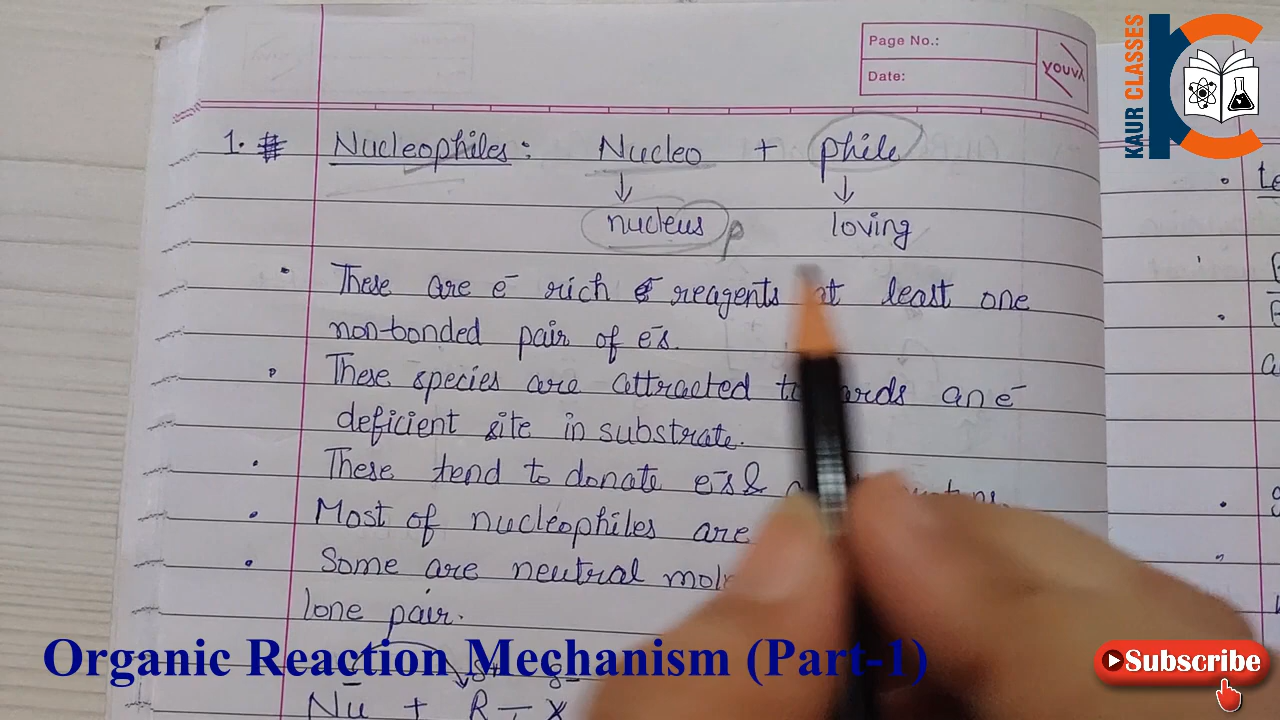 Page No.:
Date:
youva
KAUR CLASSES
1. # Nucleophiles: Nucleo + phile
↓ ↓
nucleus p loving
• These are e⁻ rich reagents at least one
non-bonded pair of e⁻s.
• These species are attracted towards an e⁻
deficient site in substrate.
• These tend to donate e⁻s &
• Most of nucleophiles are
• Some are neutral
lone pair.
Organic Reaction Mechanism (Part-1)
Nu⁻ + R – X
Subscribe